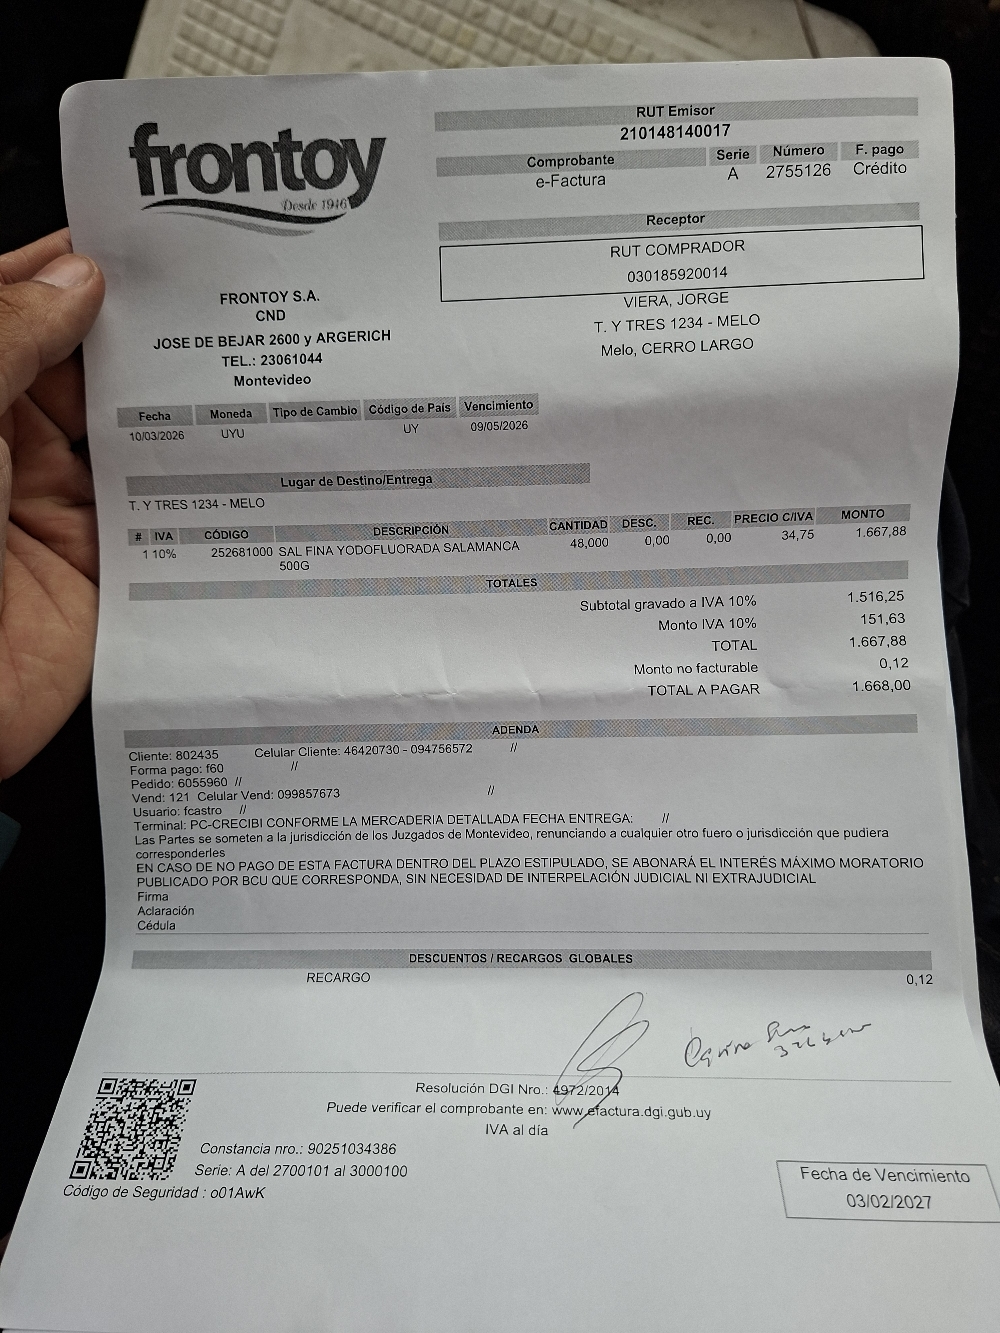 frontoy
Desde 1946
RUT Emisor
210148140017
Comprobante Serie Número F. pago
e-Factura A 2755126 Crédito
Receptor
RUT COMPRADOR
030185920014
VIERA, JORGE
T. Y TRES 1234 - MELO
Melo, CERRO LARGO
FRONTOY S.A.
CND
JOSE DE BEJAR 2600 y ARGERICH
TEL.: 23061044
Montevideo
Fecha Moneda Tipo de Cambio Código de País Vencimiento
10/03/2026 UYU UY 09/05/2026
Lugar de Destino/Entrega
T. Y TRES 1234 - MELO
# IVA CÓDIGO DESCRIPCIÓN CANTIDAD DESC. REC. PRECIO C/IVA MONTO
1 10% 252681000 SAL FINA YODOFLUORADA SALAMANCA 48,000 0,00 0,00 34,75 1.667,88
500G
TOTALES
Subtotal gravado a IVA 10% 1.516,25
Monto IVA 10% 151,63
TOTAL 1.667,88
Monto no facturable 0,12
TOTAL A PAGAR 1.668,00
ADENDA
Cliente: 802435 Celular Cliente: 46420730 - 094756572 //
Forma pago: f60 //
Pedido: 6055960 //
Vend: 121 Celular Vend: 099857673 //
Usuario: fcastro //
Terminal: PC-CRECIBI CONFORME LA MERCADERIA DETALLADA FECHA ENTREGA: //
Las Partes se someten a la jurisdicción de los Juzgados de Montevideo, renunciando a cualquier otro fuero o jurisdicción que pudiera
corresponderles
EN CASO DE NO PAGO DE ESTA FACTURA DENTRO DEL PLAZO ESTIPULADO, SE ABONARÁ EL INTERÉS MÁXIMO MORATORIO
PUBLICADO POR BCU QUE CORRESPONDA, SIN NECESIDAD DE INTERPELACIÓN JUDICIAL NI EXTRAJUDICIAL
Firma
Aclaración
Cédula
DESCUENTOS / RECARGOS GLOBALES
RECARGO 0,12
Resolución DGI Nro.: 4972/2014
Puede verificar el comprobante en: www.efactura.dgi.gub.uy
IVA al día
Constancia nro.: 90251034386
Serie: A del 2700101 al 3000100
Código de Seguridad : o01AwK
Fecha de Vencimiento
03/02/2027